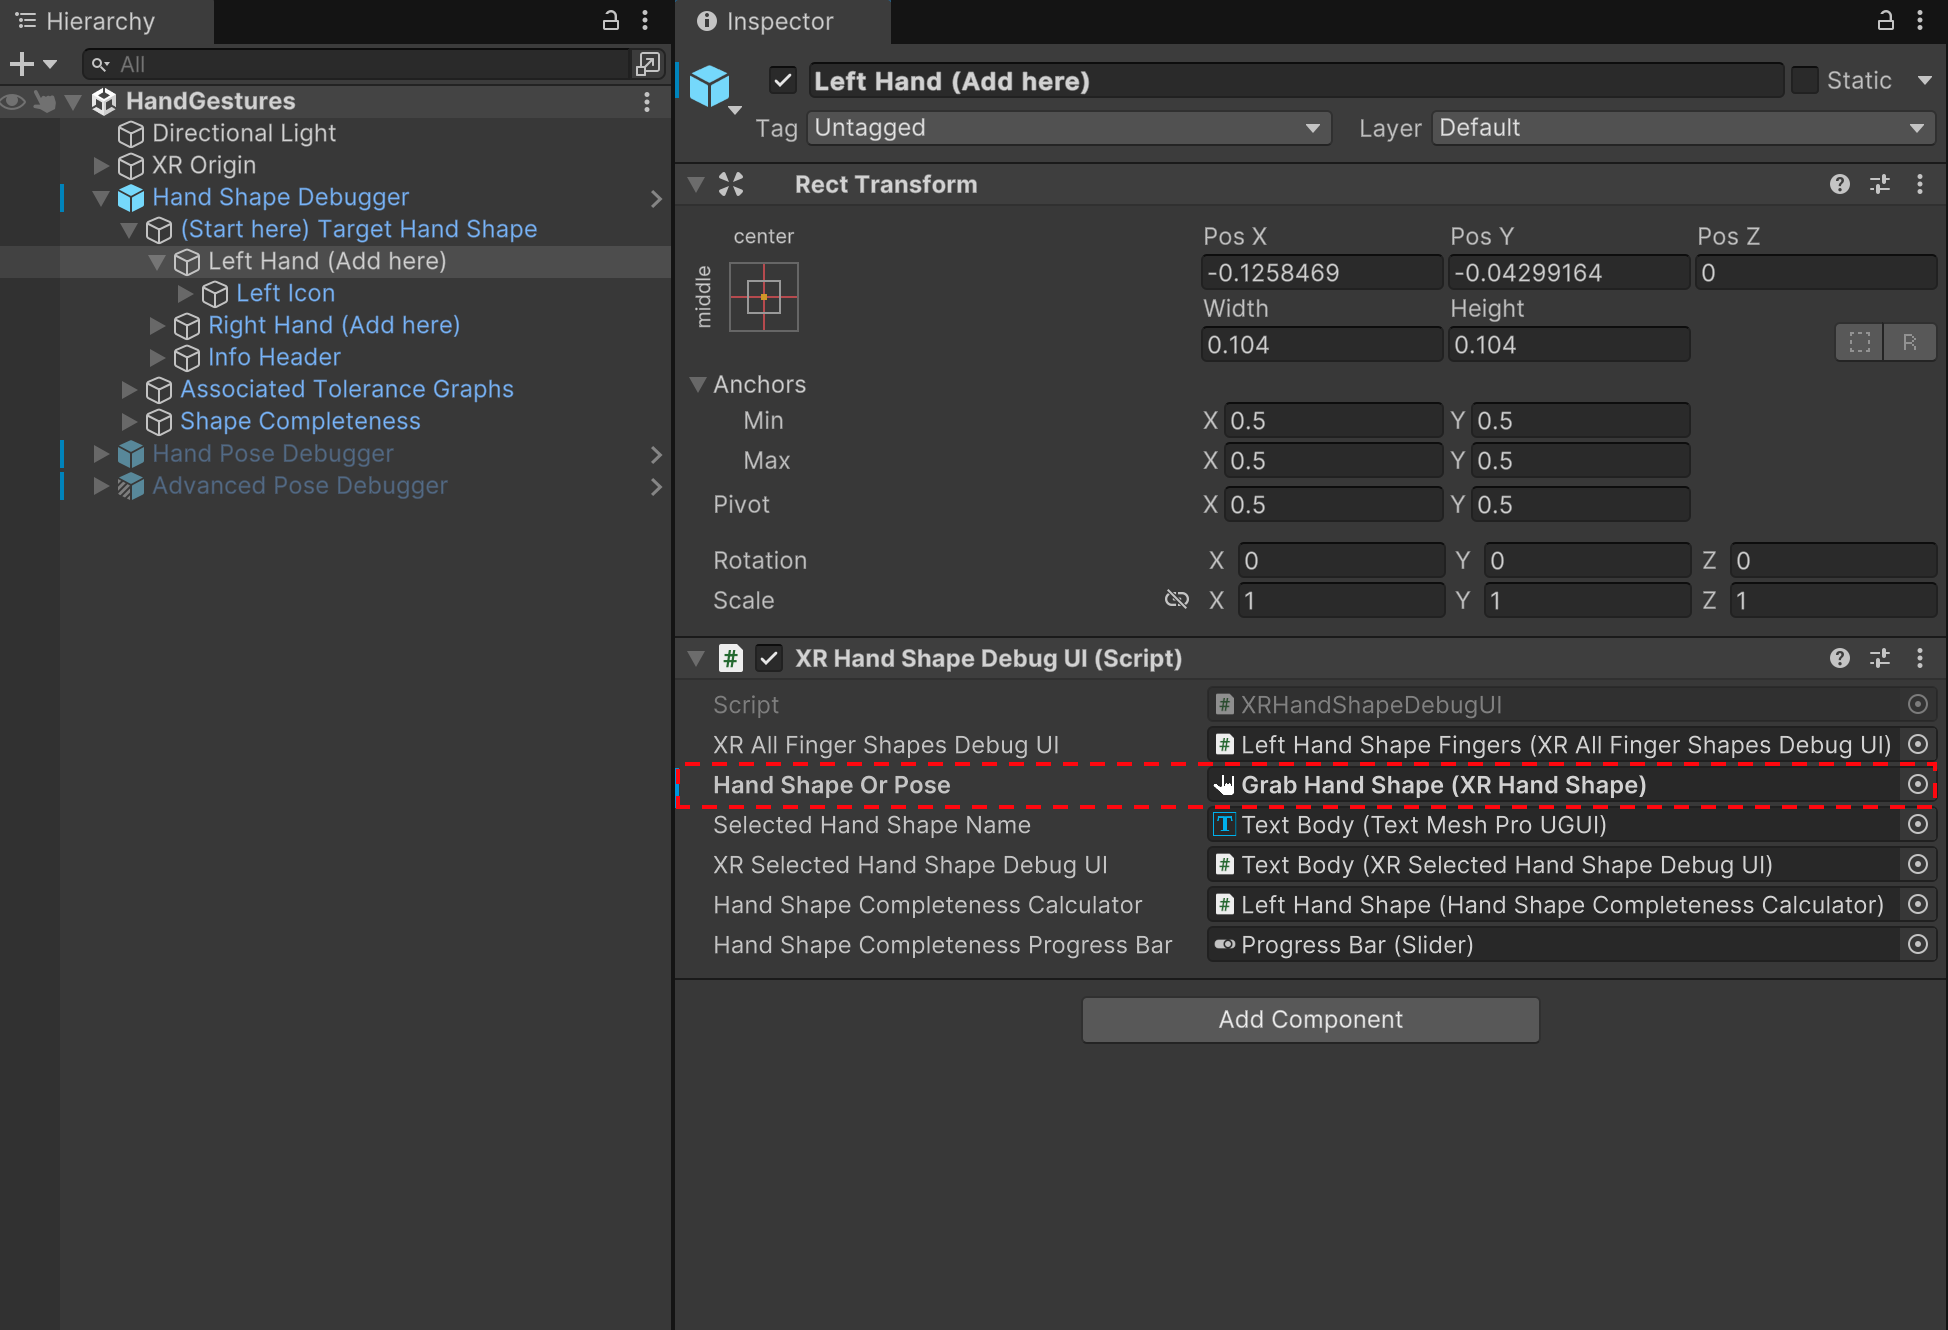 Hierarchy
All
HandGestures
Directional Light
XR Origin
Hand Shape Debugger
(Start here) Target Hand Shape
Left Hand (Add here)
Left Icon
Right Hand (Add here)
Info Header
Associated Tolerance Graphs
Shape Completeness
Hand Pose Debugger
Advanced Pose Debugger
Inspector
Left Hand (Add here) Static
Tag Untagged Layer Default
Rect Transform
center
middle
Pos X Pos Y Pos Z
-0.1258469 -0.04299164 0
Width Height
0.104 0.104 R
Anchors
Min X 0.5 Y 0.5
Max X 0.5 Y 0.5
Pivot X 0.5 Y 0.5
Rotation X 0 Y 0 Z 0
Scale X 1 Y 1 Z 1
# XR Hand Shape Debug UI (Script)
Script # XRHandShapeDebugUI
XR All Finger Shapes Debug UI # Left Hand Shape Fingers (XR All Finger Shapes Debug UI)
Hand Shape Or Pose Grab Hand Shape (XR Hand Shape)
Selected Hand Shape Name T Text Body (Text Mesh Pro UGUI)
XR Selected Hand Shape Debug UI # Text Body (XR Selected Hand Shape Debug UI)
Hand Shape Completeness Calculator # Left Hand Shape (Hand Shape Completeness Calculator)
Hand Shape Completeness Progress Bar Progress Bar (Slider)
Add Component